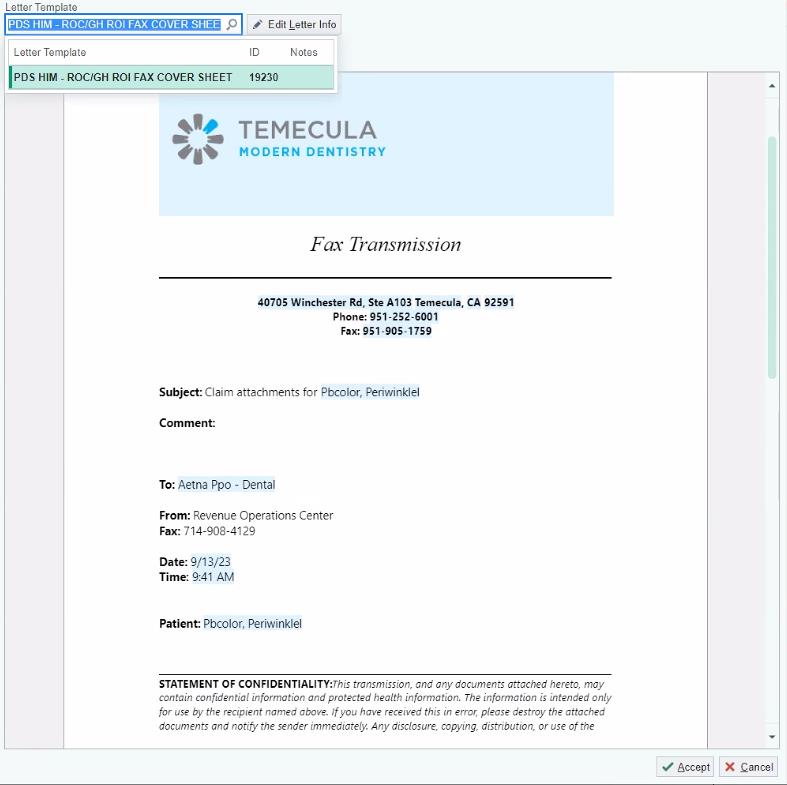 Letter Template
PDS HIM - ROC/GH ROI FAX COVER SHEE
Edit Letter Info
Letter Template ID Notes
PDS HIM - ROC/GH ROI FAX COVER SHEET 19230
TEMECULA
MODERN DENTISTRY
Fax Transmission
40705 Winchester Rd, Ste A103 Temecula, CA 92591
Phone: 951-252-6001
Fax: 951-905-1759
Subject: Claim attachments for Pbcolor, Periwinklel
Comment:
To: Aetna Ppo - Dental
From: Revenue Operations Center
Fax: 714-908-4129
Date: 9/13/23
Time: 9:41 AM
Patient: Pbcolor, Periwinklel
STATEMENT OF CONFIDENTIALITY:This transmission, and any documents attached hereto, may
contain confidential information and protected health information. The information is intended only
for use by the recipient named above. If you have received this in error, please destroy the attached
documents and notify the sender immediately. Any disclosure, copying, distribution, or use of the
Accept Cancel